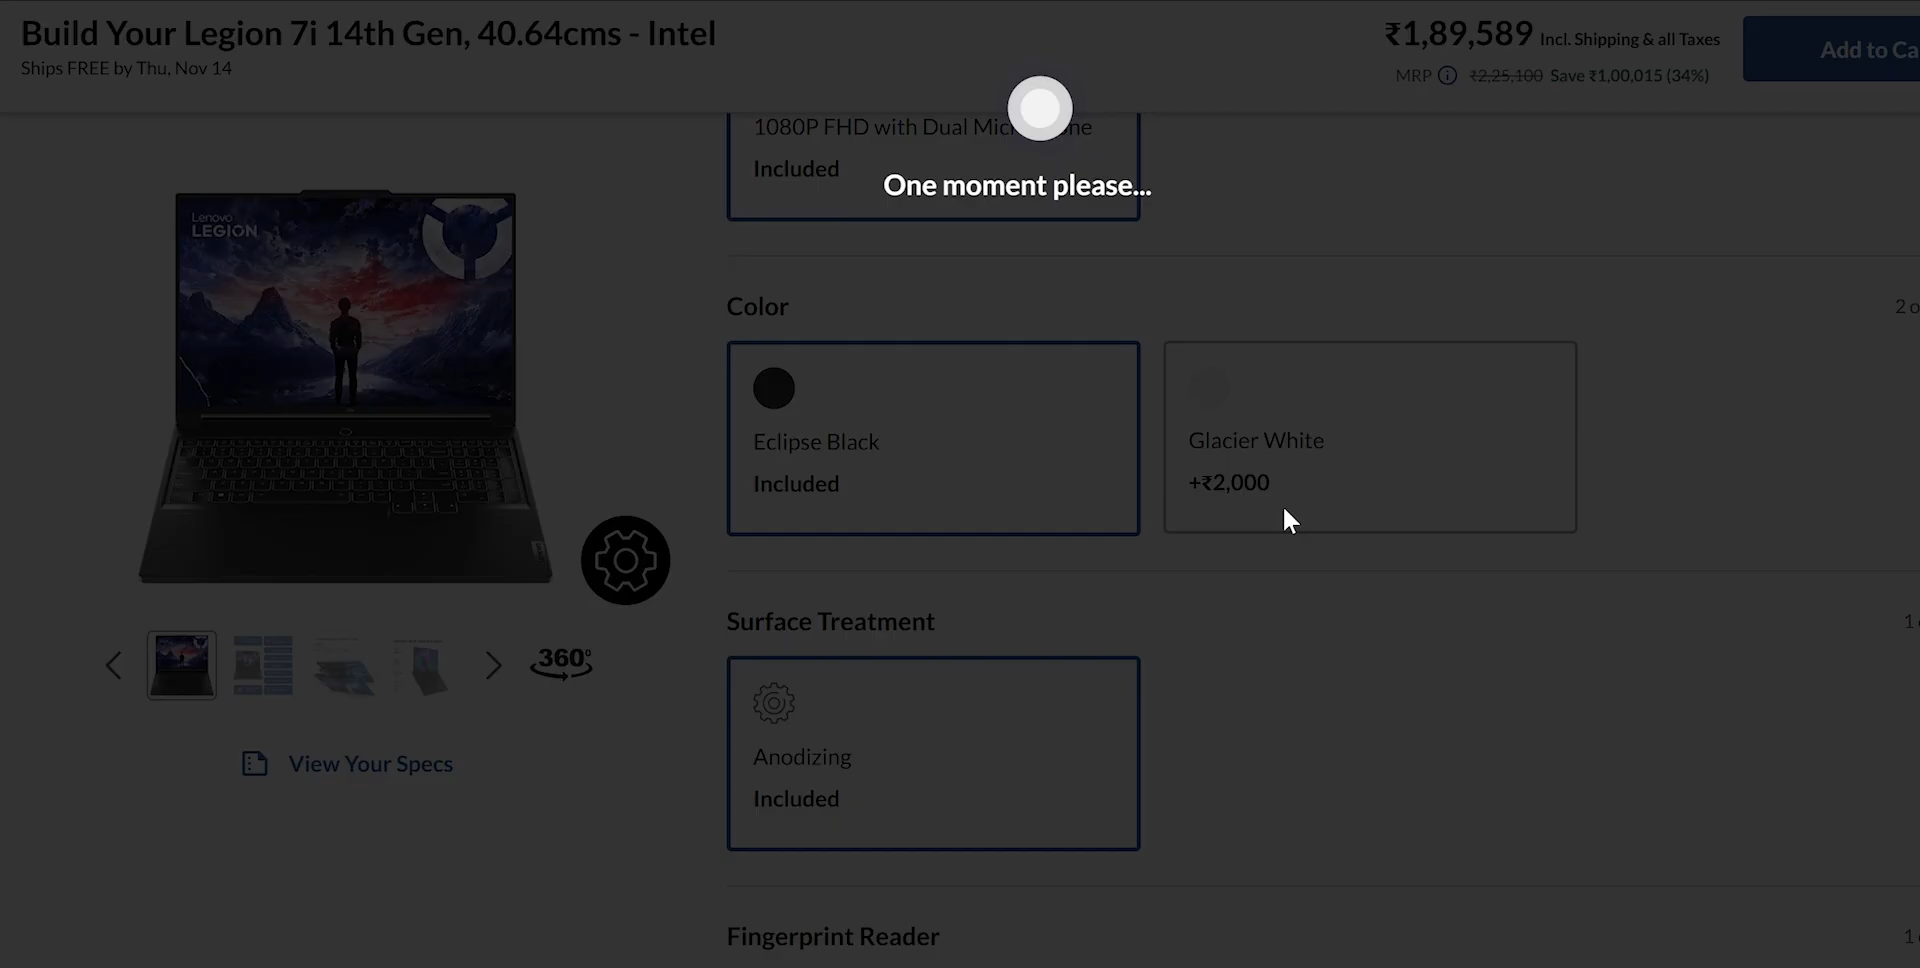 Build Your Legion 7i 14th Gen, 40.64cms - Intel
Ships FREE by Thu, Nov 14
₹1,89,589 Incl. Shipping & all Taxes
MRP ₹2,25,100 Save ₹1,00,015 (34%)
Add to Ca
1080P FHD with Dual Mic ne
Included
One moment please...
Lenovo
LEGION
Color
2 o
Eclipse Black
Included
Glacier White
+₹2,000
Surface Treatment
1
Anodizing
Included
360°
View Your Specs
Fingerprint Reader
1